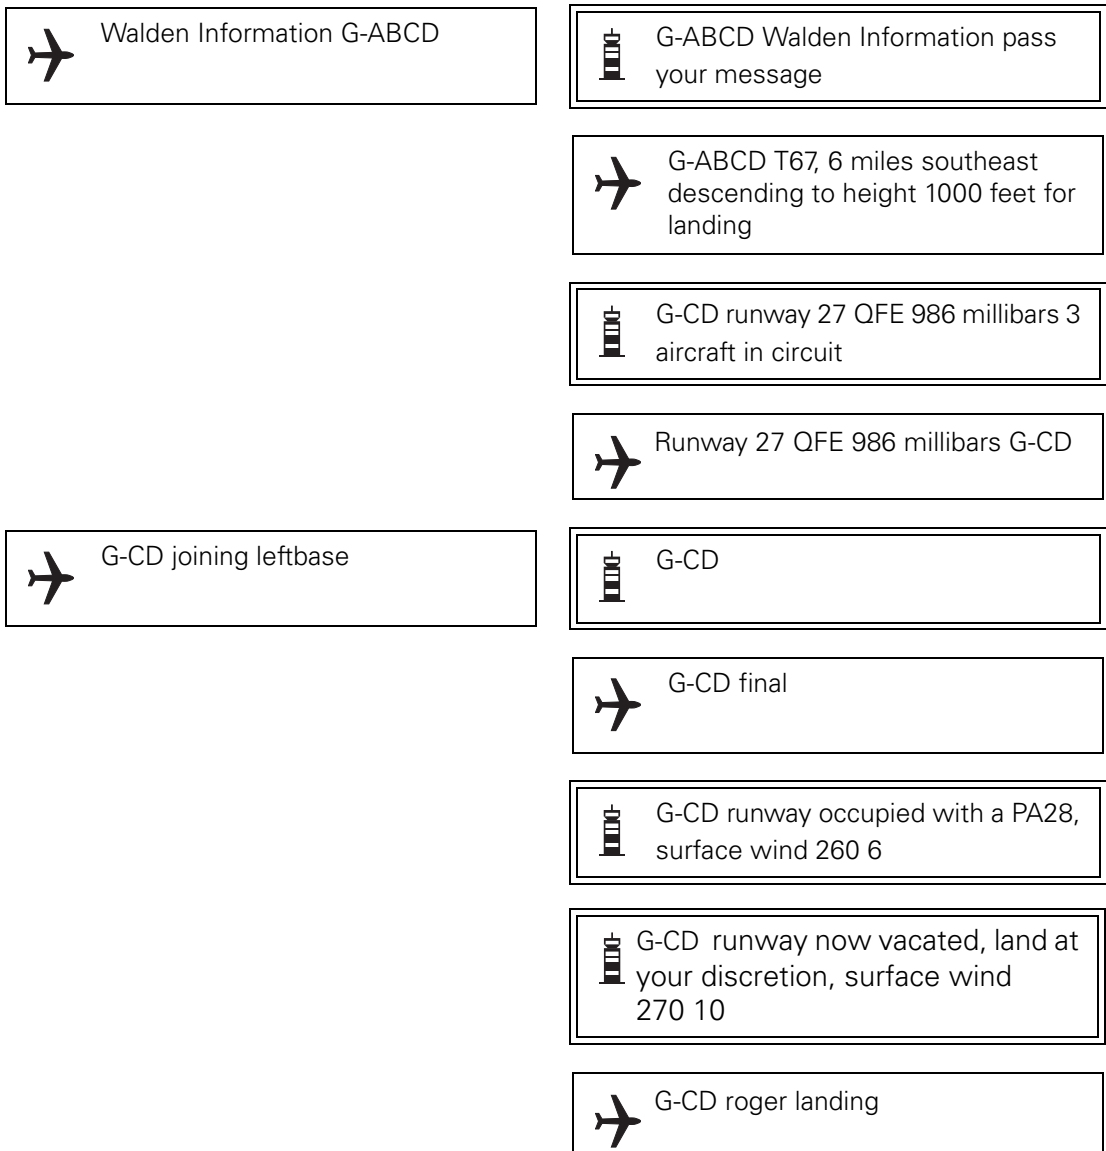 Walden Information G-ABCD
G-ABCD Walden Information pass
your message
G-ABCD T67, 6 miles southeast
descending to height 1000 feet for
landing
G-CD runway 27 QFE 986 millibars 3
aircraft in circuit
Runway 27 QFE 986 millibars G-CD
G-CD joining leftbase
G-CD
G-CD final
G-CD runway occupied with a PA28,
surface wind 260 6
G-CD runway now vacated, land at
your discretion, surface wind
270 10
G-CD roger landing